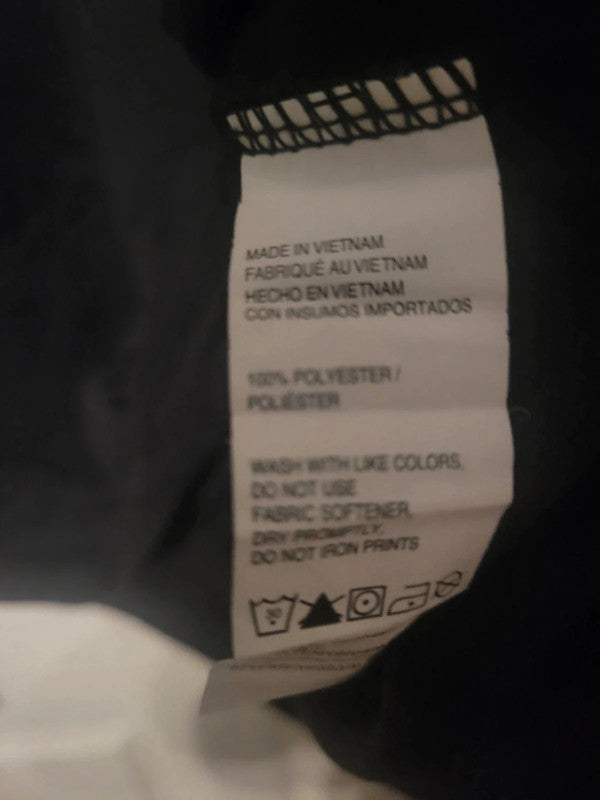 MADE IN VIETNAM
FABRIQUÉ AU VIETNAM
HECHO EN VIETNAM
CON INSUMOS IMPORTADOS
100% POLYESTER /
POLIÉSTER
WASH WITH LIKE COLORS,
DO NOT USE
FABRIC SOFTENER,
DRY PROMPTLY,
DO NOT IRON PRINTS
30